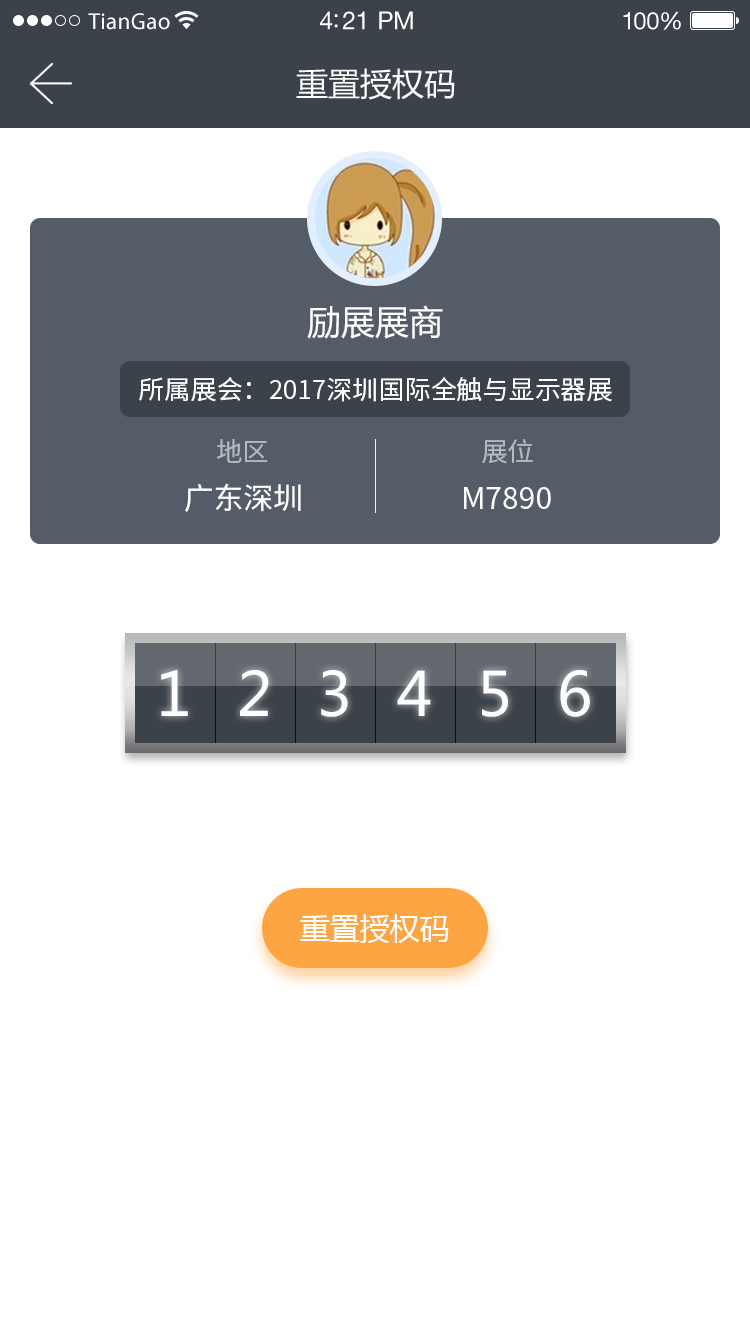 TianGao 4:21 PM 100%
重置授权码
励展展商
所属展会：2017深圳国际全触与显示器展
地区 展位
广东深圳 M7890
1 2 3 4 5 6
重置授权码